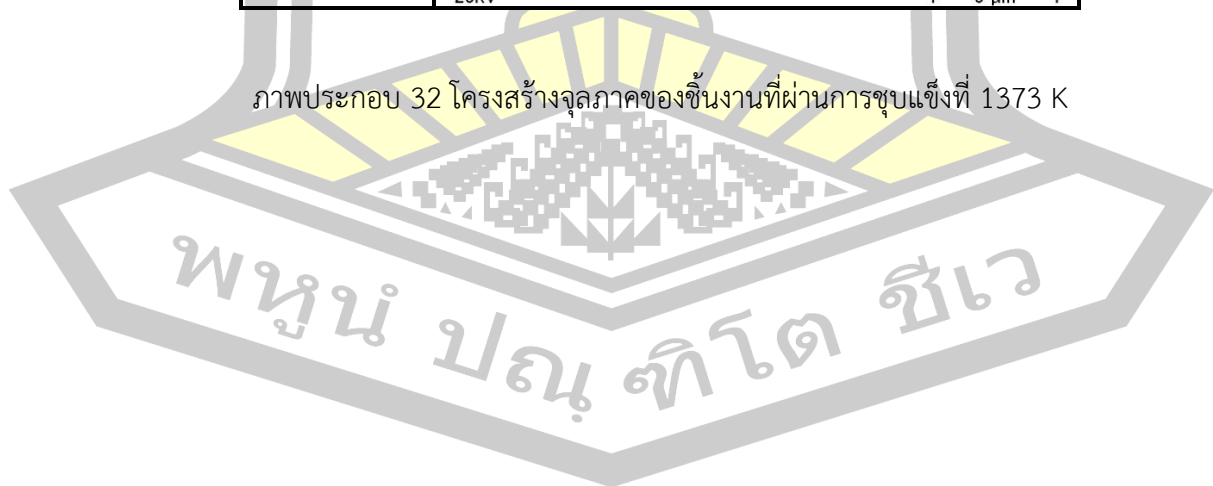 ภาพประกอบ 32 โครงสร้างจุลภาคของชิ้นงานที่ผ่านการชุบแข็งที่ 1373 K
พหูนํ ปณฺฑิโต ชีเว